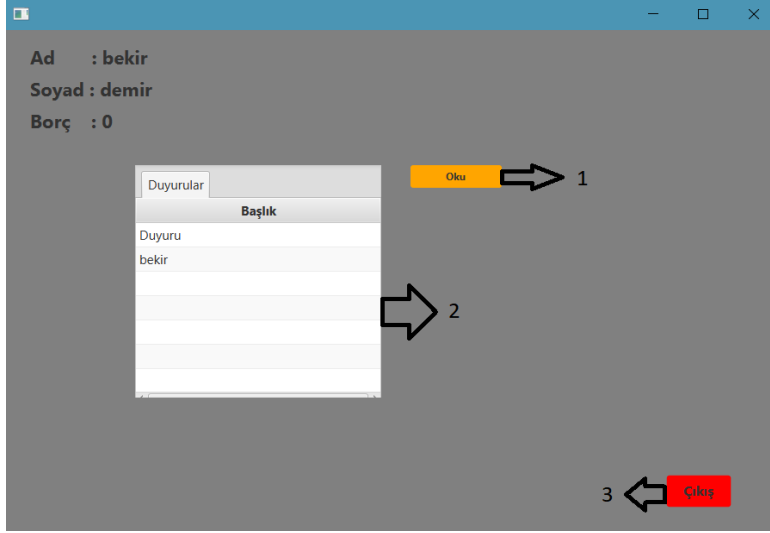 Ad : bekir
Soyad : demir
Borç : 0
Duyurular
Oku
1
Başlık
Duyuru
bekir
2
3
Çıkış